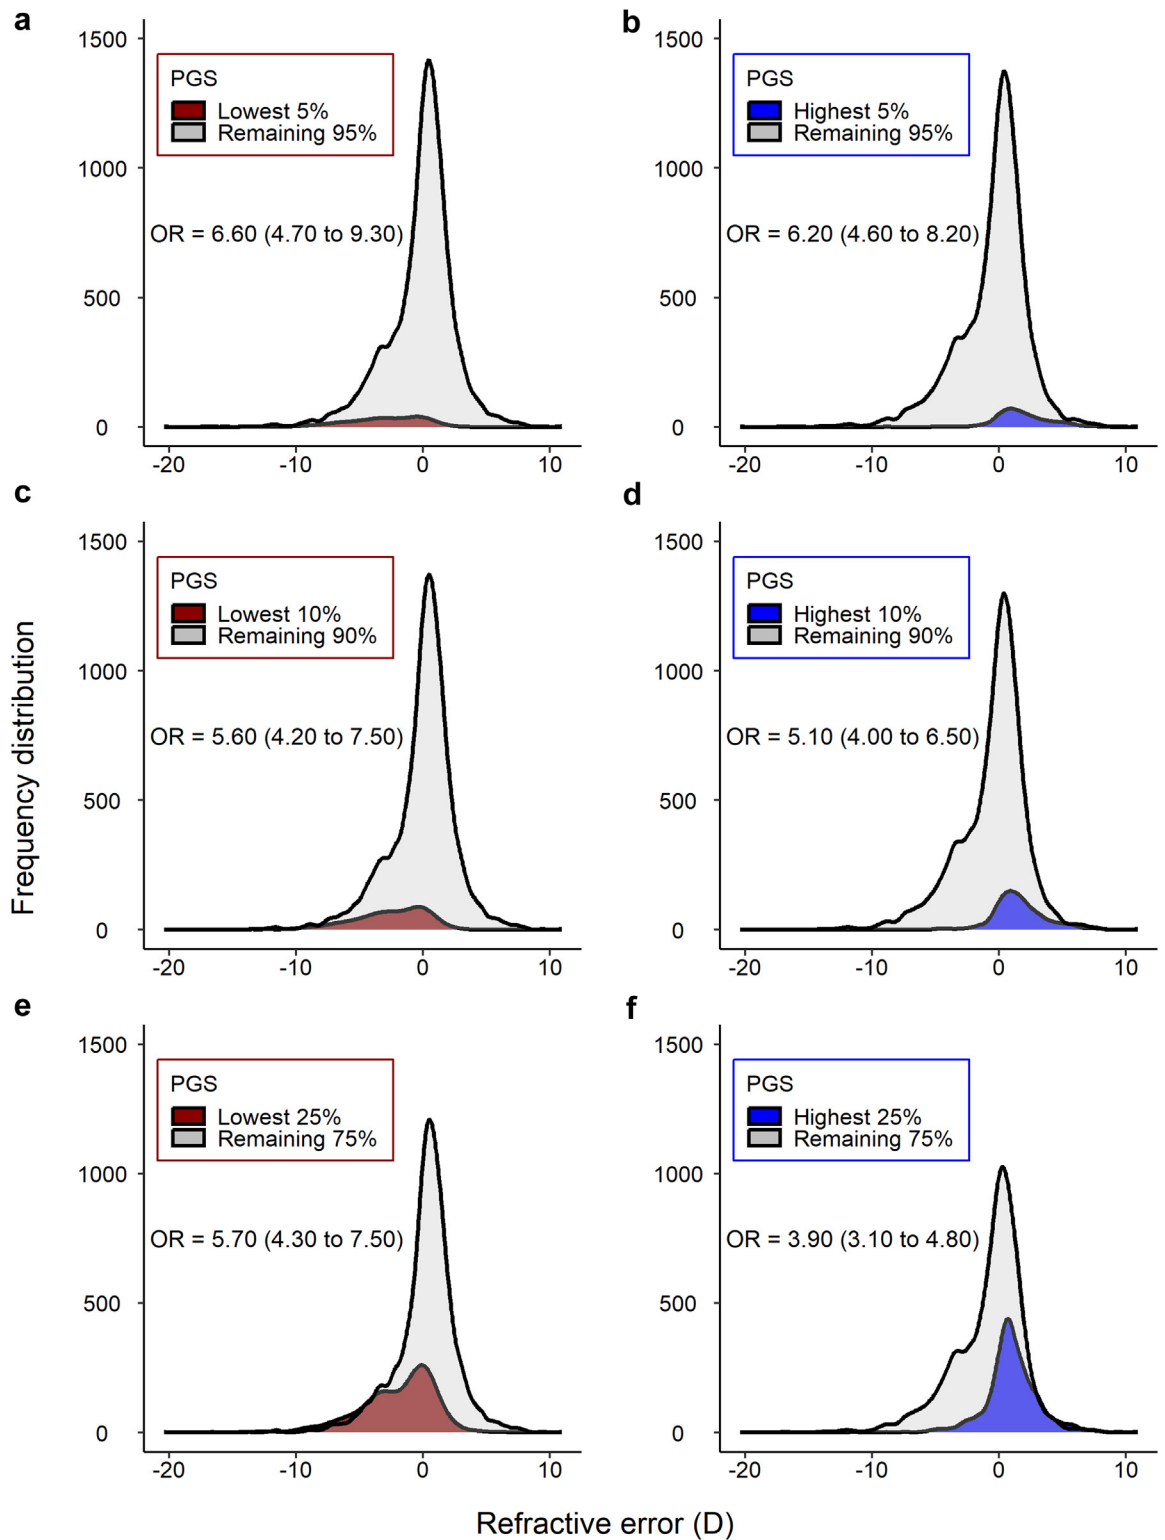 a
1500
1000
500
0
PGS
Lowest 5%
Remaining 95%
OR = 6.60 (4.70 to 9.30)
-20 -10 0 10
b
1500
1000
500
0
PGS
Highest 5%
Remaining 95%
OR = 6.20 (4.60 to 8.20)
-20 -10 0 10
c
1500
1000
500
0
PGS
Lowest 10%
Remaining 90%
OR = 5.60 (4.20 to 7.50)
-20 -10 0 10
d
1500
1000
500
0
PGS
Highest 10%
Remaining 90%
OR = 5.10 (4.00 to 6.50)
-20 -10 0 10
e
1500
1000
500
0
PGS
Lowest 25%
Remaining 75%
OR = 5.70 (4.30 to 7.50)
-20 -10 0 10
f
1500
1000
500
0
PGS
Highest 25%
Remaining 75%
OR = 3.90 (3.10 to 4.80)
-20 -10 0 10
Frequency distribution
Refractive error (D)